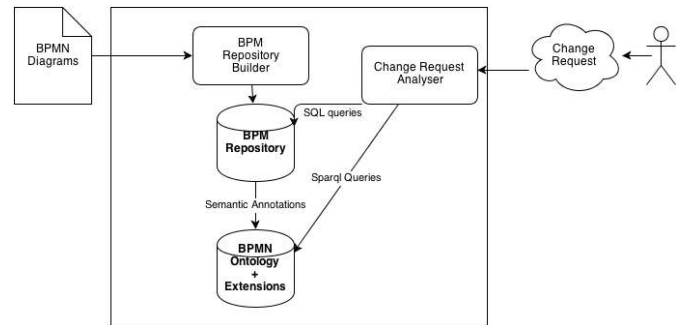 BPMN
Diagrams
BPM
Repository
Builder
Change Request
Analyser
Change
Request
SQL queries
BPM
Repository
Sparql Queries
Semantic Annotations
BPMN
Ontology
+
Extensions